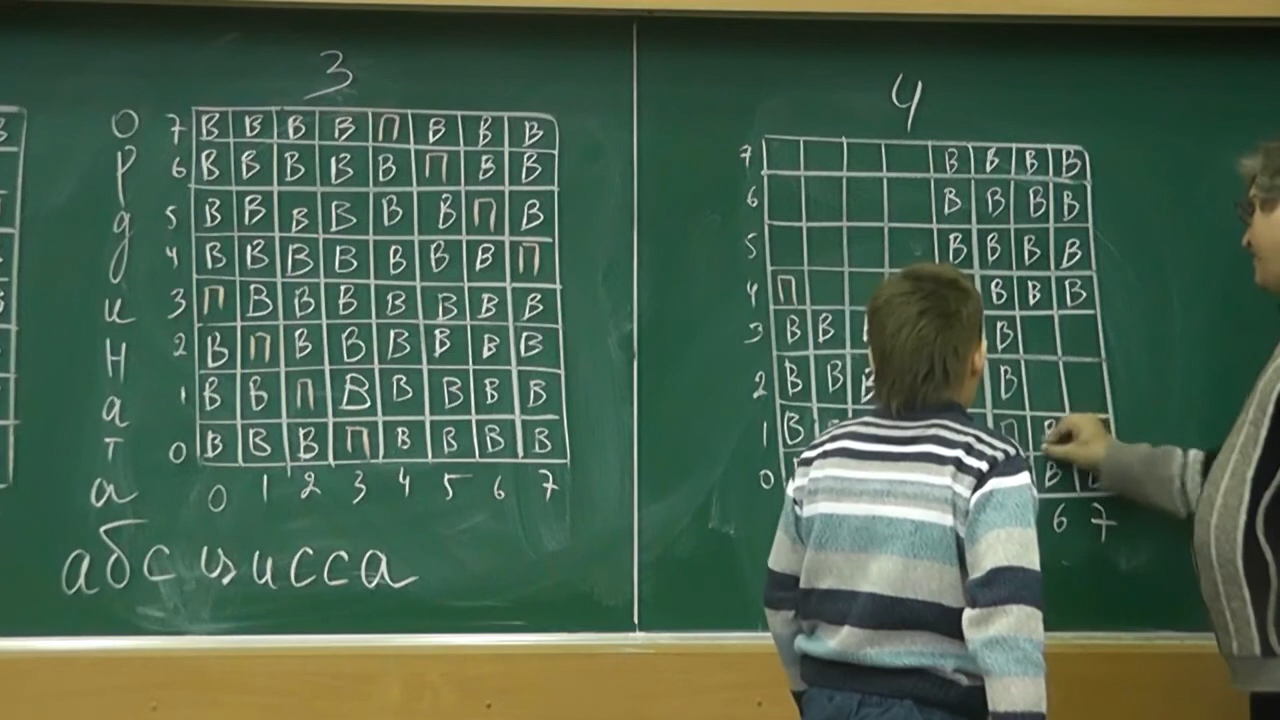 3
ордината
7 В В В В П В В В
6 В В В В В П В В
5 В В В В В В П В
4 В В В В В В В П
3 П В В В В В В В
2 В П В В В В В В
1 В В П В В В В В
0 В В В П В В В В
0 1 2 3 4 5 6 7
абсцисса
4
7 В В В В
6 В В В В
5 В В В В
4 П В В В
3 В В В
2 В В В В
1 В П В
0 В
6 7